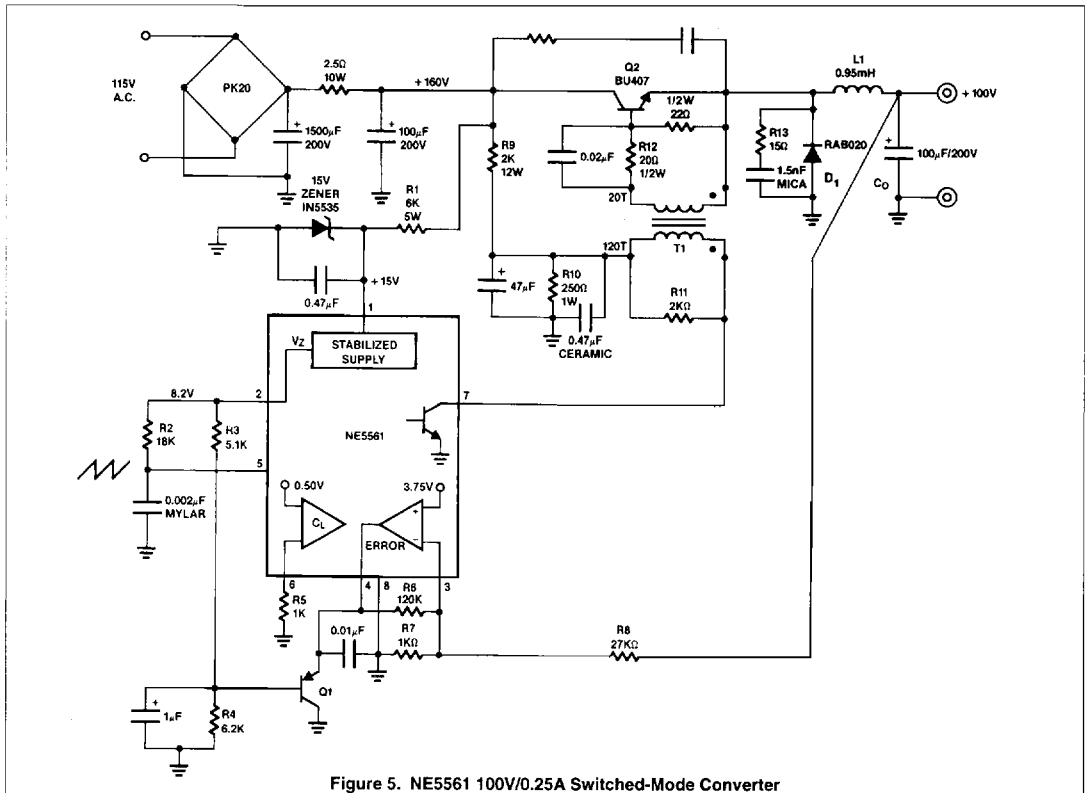 115V
A.C.
PK20
2.5Ω
10W
+160V
1500μF
200V
+
100μF
200V
+
Q2
BU407
1/2W
22Ω
L1
0.95mH
+100V
R13
15Ω
1.5nF
MICA
RAB020
D1
100μF/200V
+
CO
R9
2K
12W
0.02μF
R12
20Ω
1/2W
20T
120T
T1
R11
2KΩ
15V
ZENER
IN5535
R1
6K
5W
+15V
0.47μF
47μF
+
R10
250Ω
1W
0.47μF
CERAMIC
1
VZ
STABILIZED
SUPPLY
8.2V
2
7
R2
18K
R3
5.1K
NE5561
5
0.002μF
MYLAR
0.50V
CL
3.75V
+
−
ERROR
6
4
8
3
R5
1K
R6
120K
0.01μF
R7
1KΩ
R8
27KΩ
Q1
1μF
+
R4
6.2K
Figure 5. NE5561 100V/0.25A Switched-Mode Converter